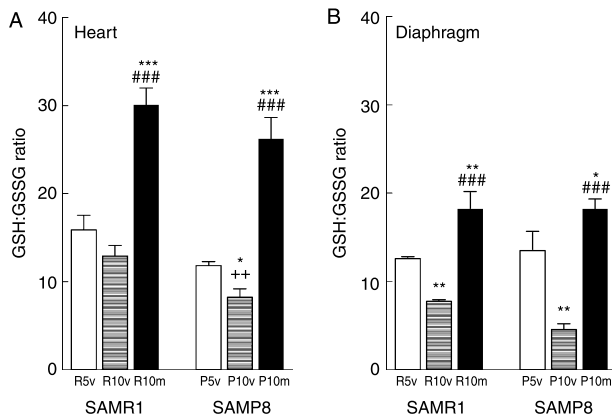 A
Heart
GSH:GSSG ratio
40
30
20
10
0
***
###
***
###
*
++
R5v R10v R10m P5v P10v P10m
SAMR1 SAMP8
B
Diaphragm
GSH:GSSG ratio
40
30
20
10
0
**
###
*
###
**
**
R5v R10v R10m P5v P10v P10m
SAMR1 SAMP8